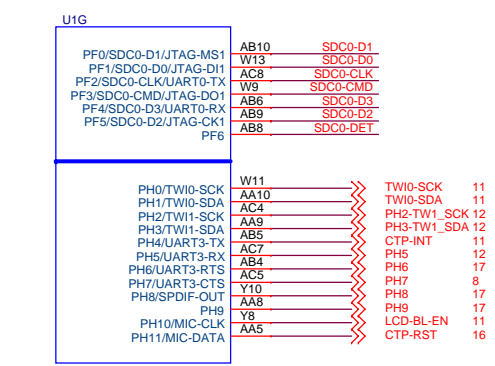 U1G
PF0/SDC0-D1/JTAG-MS1 AB10 SDC0-D1
PF1/SDC0-D0/JTAG-DI1 W13 SDC0-D0
PF2/SDC0-CLK/UART0-TX AC8 SDC0-CLK
PF3/SDC0-CMD/JTAG-DO1 W9 SDC0-CMD
PF4/SDC0-D3/UART0-RX AB6 SDC0-D3
PF5/SDC0-D2/JTAG-CK1 AB9 SDC0-D2
PF6 AB8 SDC0-DET
PH0/TWI0-SCK W11 TWI0-SCK 11
PH1/TWI0-SDA AA10 TWI0-SDA 11
PH2/TWI1-SCK AC4 PH2-TW1_SCK 12
PH3/TWI1-SDA AA9 PH3-TW1_SDA 12
PH4/UART3-TX AB5 CTP-INT 11
PH5/UART3-RX AC7 PH5 12
PH6/UART3-RTS AB4 PH6 17
PH7/UART3-CTS AC5 PH7 8
PH8/SPDIF-OUT Y10 PH8 17
PH9 AA8 PH9 17
PH10/MIC-CLK Y8 LCD-BL-EN 11
PH11/MIC-DATA AA5 CTP-RST 16